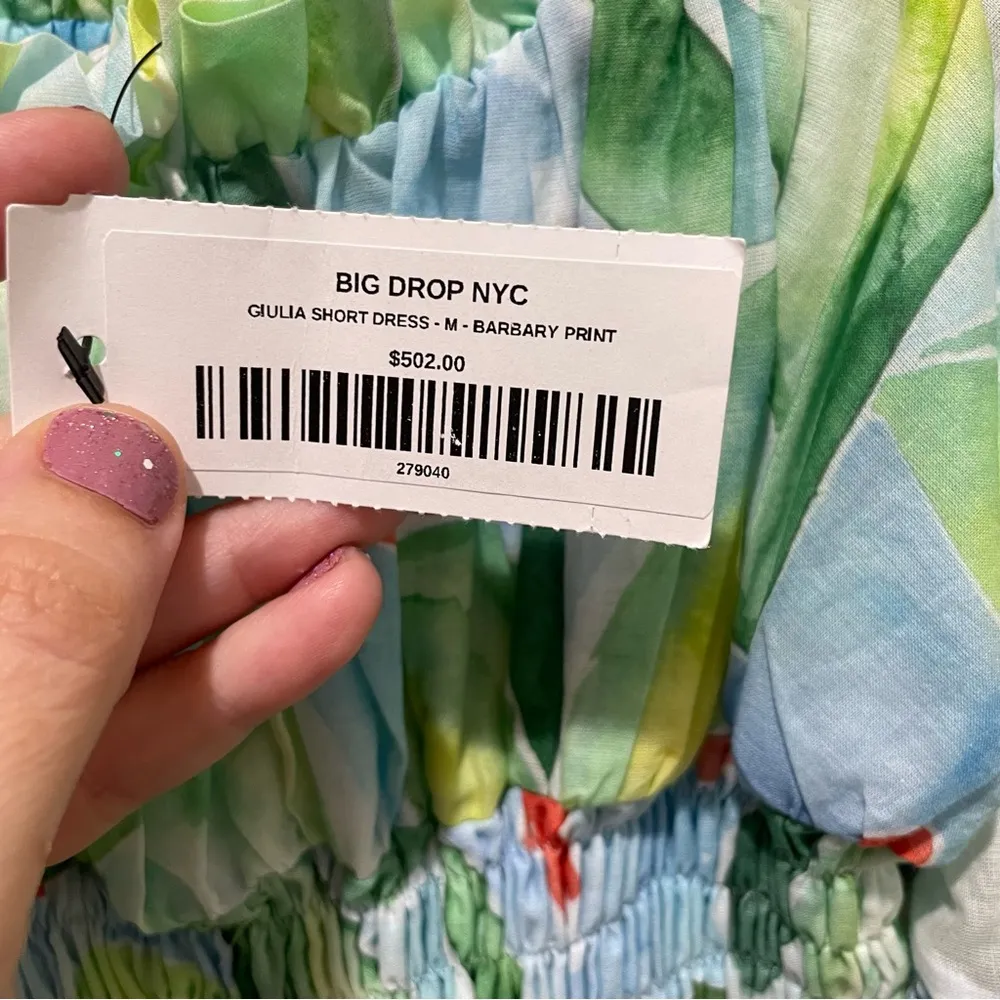 BIG DROP NYC
GIULIA SHORT DRESS - M - BARBARY PRINT
$502.00
279040